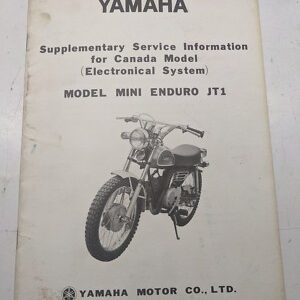 YAMAHA
Supplementary Service Information
for Canada Model
(Electronical System)
MODEL MINI ENDURO JT1
YAMAHA MOTOR CO., LTD.